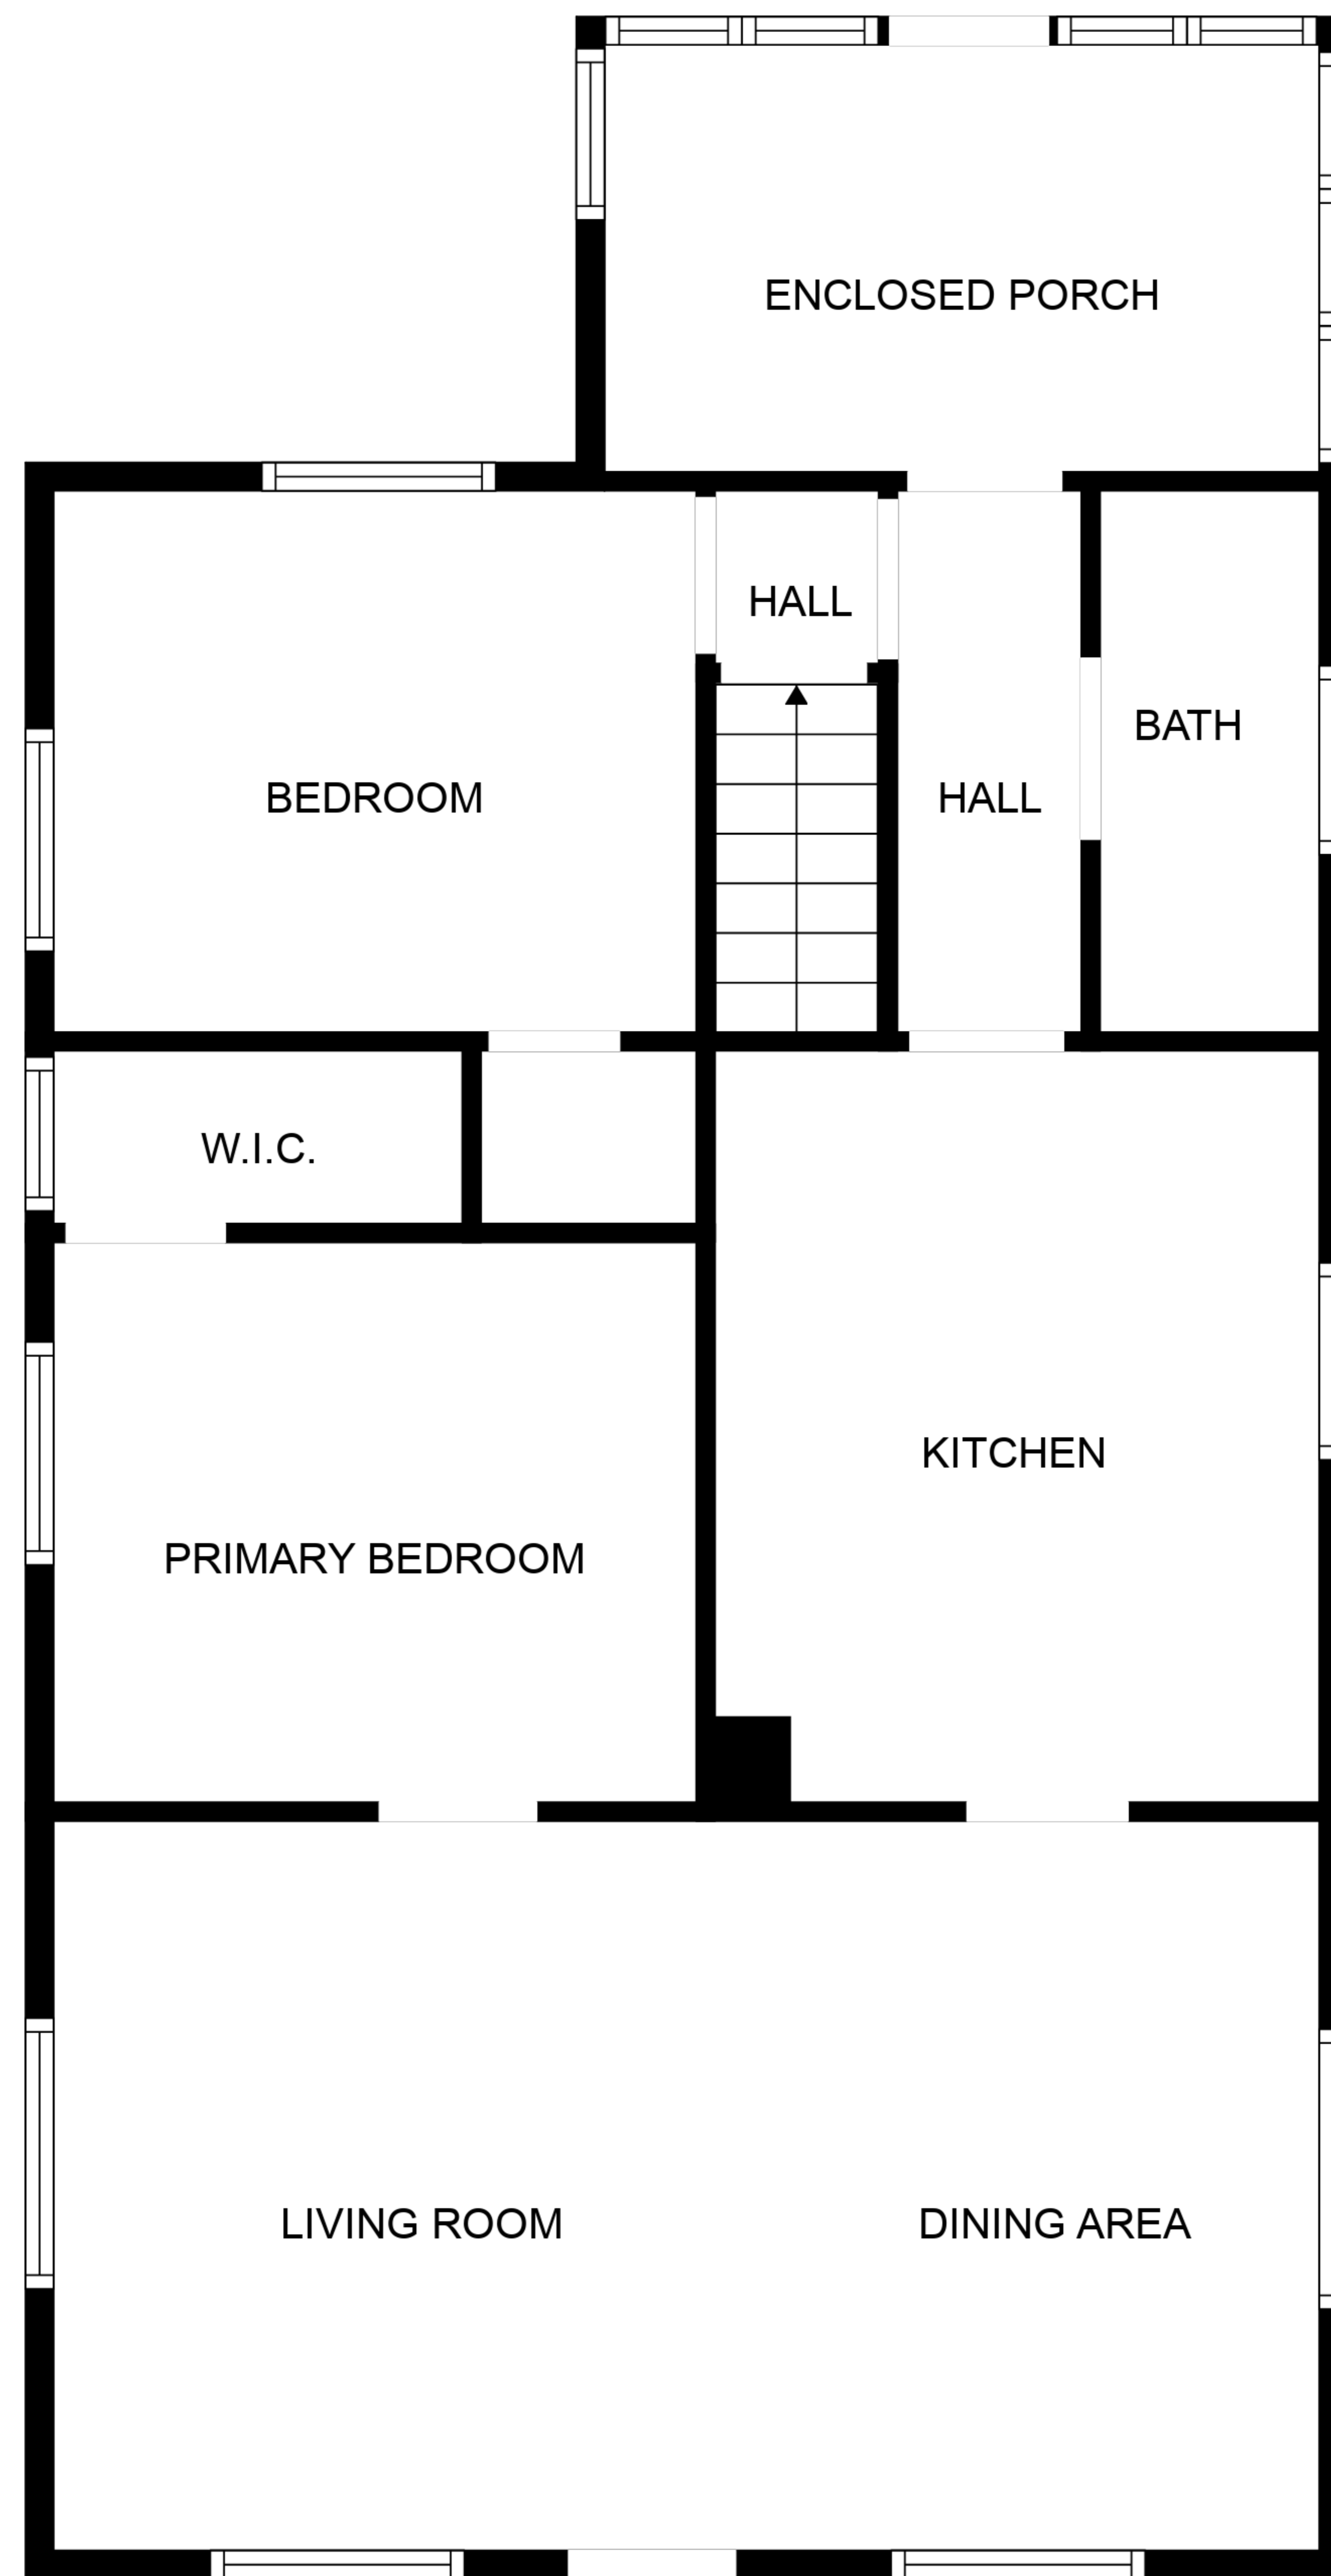 ENCLOSED PORCH
HALL
BATH
BEDROOM
HALL
W.I.C.
KITCHEN
PRIMARY BEDROOM
LIVING ROOM
DINING AREA